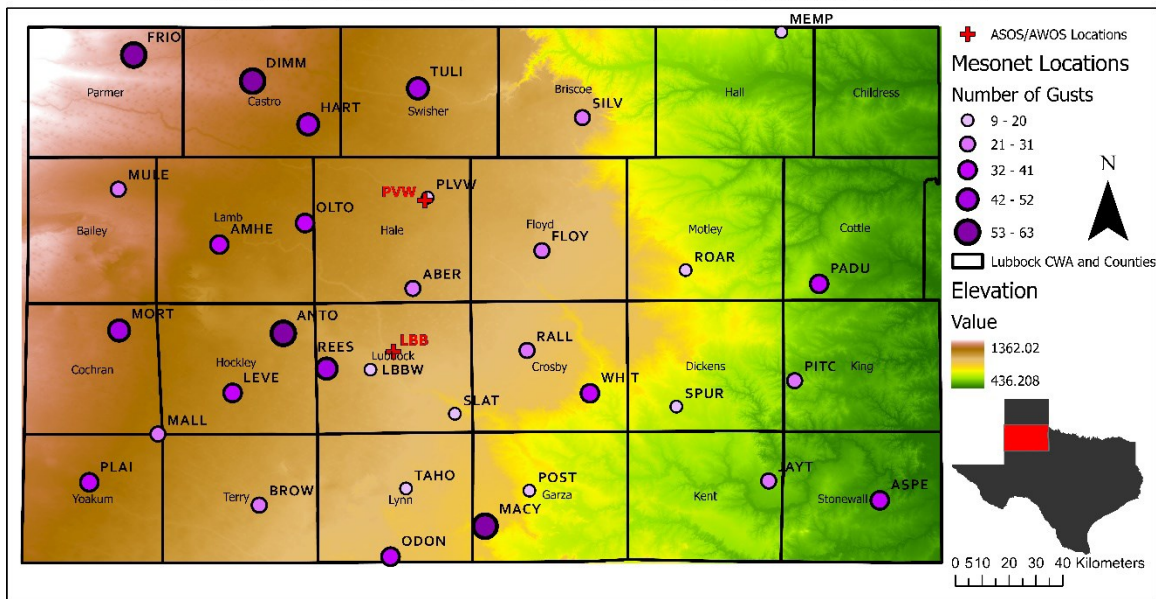 MEMP
FRIO
DIMM
TULI
Parmer
Castro
Swisher
Briscoe
Hall
Childress
HART
SILV
MULE
PVW
PLVW
Lamb
OLTO
Bailey
AMHE
Hale
Floyd
FLOY
Motley
Cottle
ROAR
ABER
PADU
MORT
ANTO
LBB
REES
RALL
Cochran
Hockley
Lubbock
LBBW
Crosby
Dickens
PITC
King
LEVE
WHIT
SPUR
SLAT
MALL
PLAI
Yoakum
Terry
BROW
TAHO
Lynn
POST
Garza
JAYT
Kent
Stonewall
ASPE
MACY
ODON
ASOS/AWOS Locations
Mesonet Locations
Number of Gusts
9 - 20
21 - 31
32 - 41
42 - 52
53 - 63
N
Lubbock CWA and Counties
Elevation
Value
1362.02
436.208
0 510 20 30 40 Kilometers